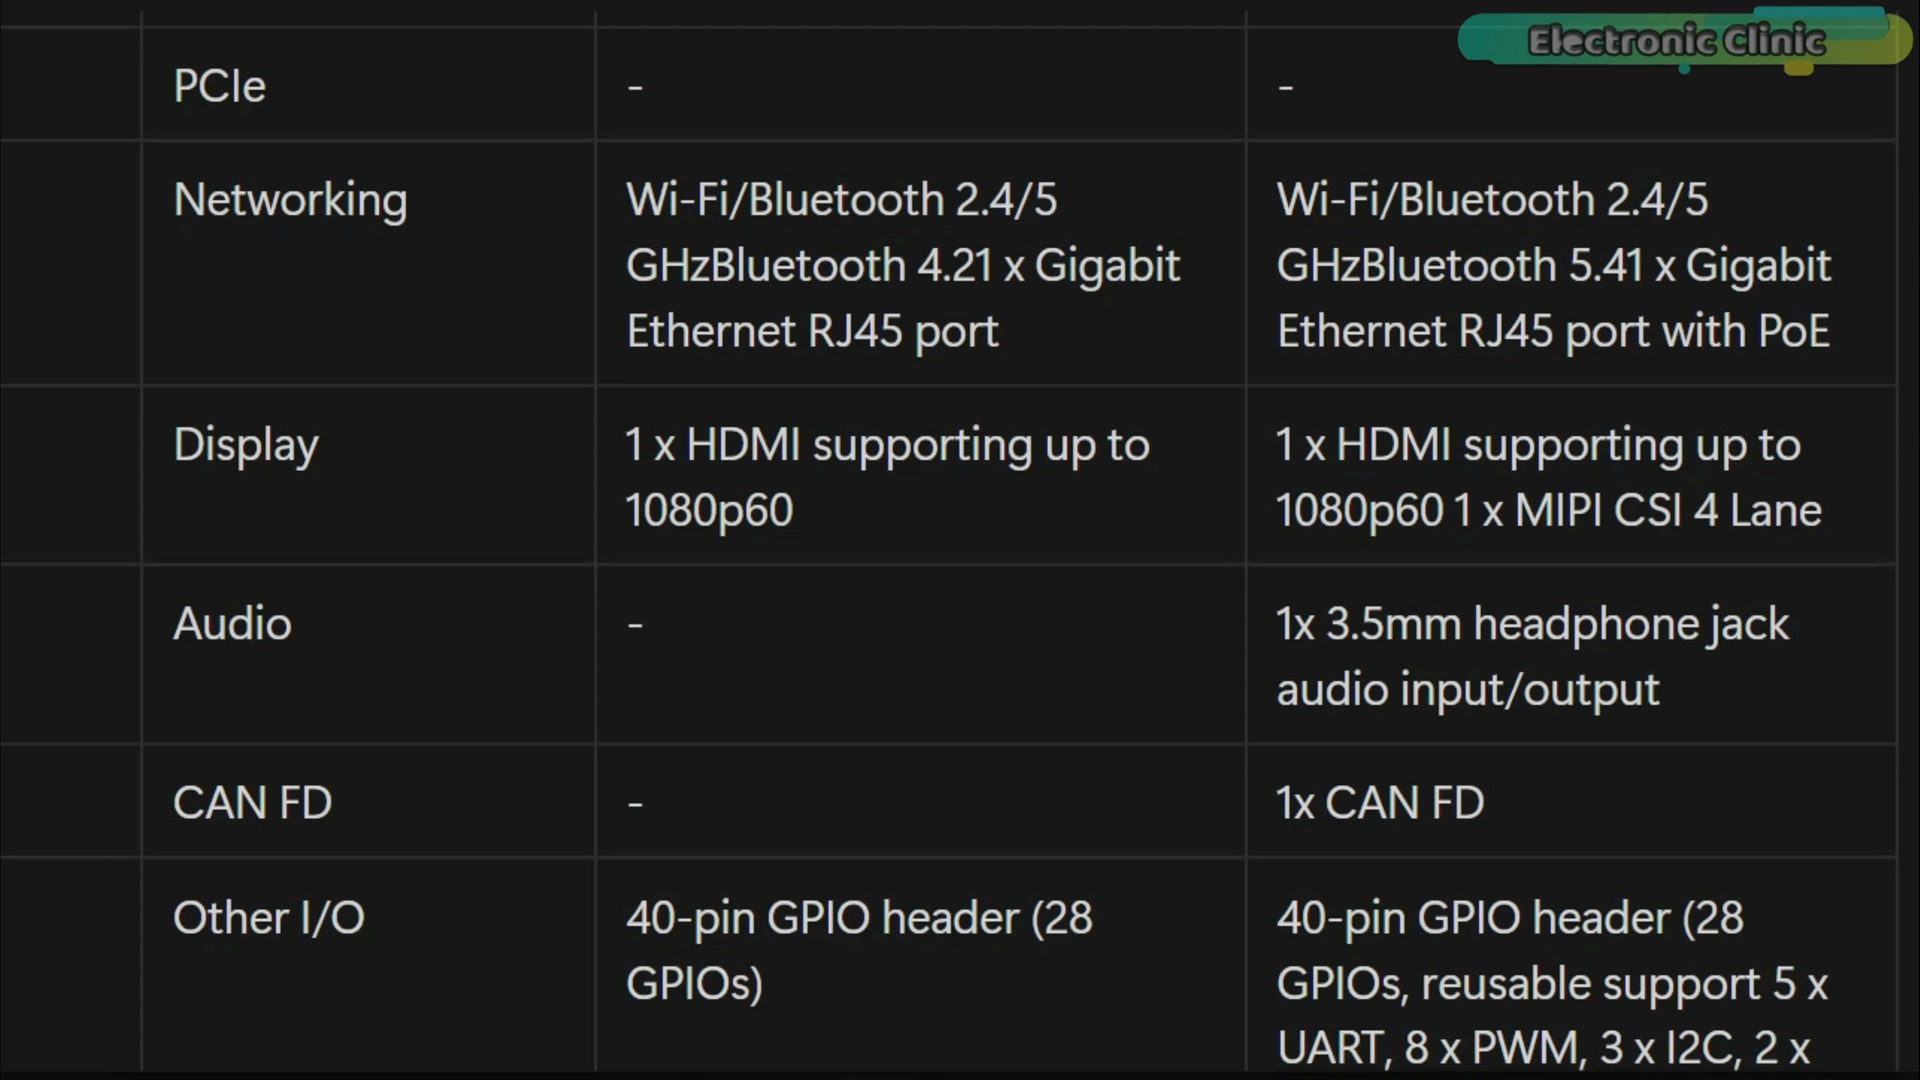 Electronic Clinic
PCIe - -
Networking
Wi-Fi/Bluetooth 2.4/5
GHzBluetooth 4.21 x Gigabit
Ethernet RJ45 port
Wi-Fi/Bluetooth 2.4/5
GHzBluetooth 5.41 x Gigabit
Ethernet RJ45 port with PoE
Display
1 x HDMI supporting up to
1080p60
1 x HDMI supporting up to
1080p60 1 x MIPI CSI 4 Lane
Audio
-
1x 3.5mm headphone jack
audio input/output
CAN FD
-
1x CAN FD
Other I/O
40-pin GPIO header (28
GPIOs)
40-pin GPIO header (28
GPIOs, reusable support 5 x
UART, 8 x PWM, 3 x I2C, 2 x